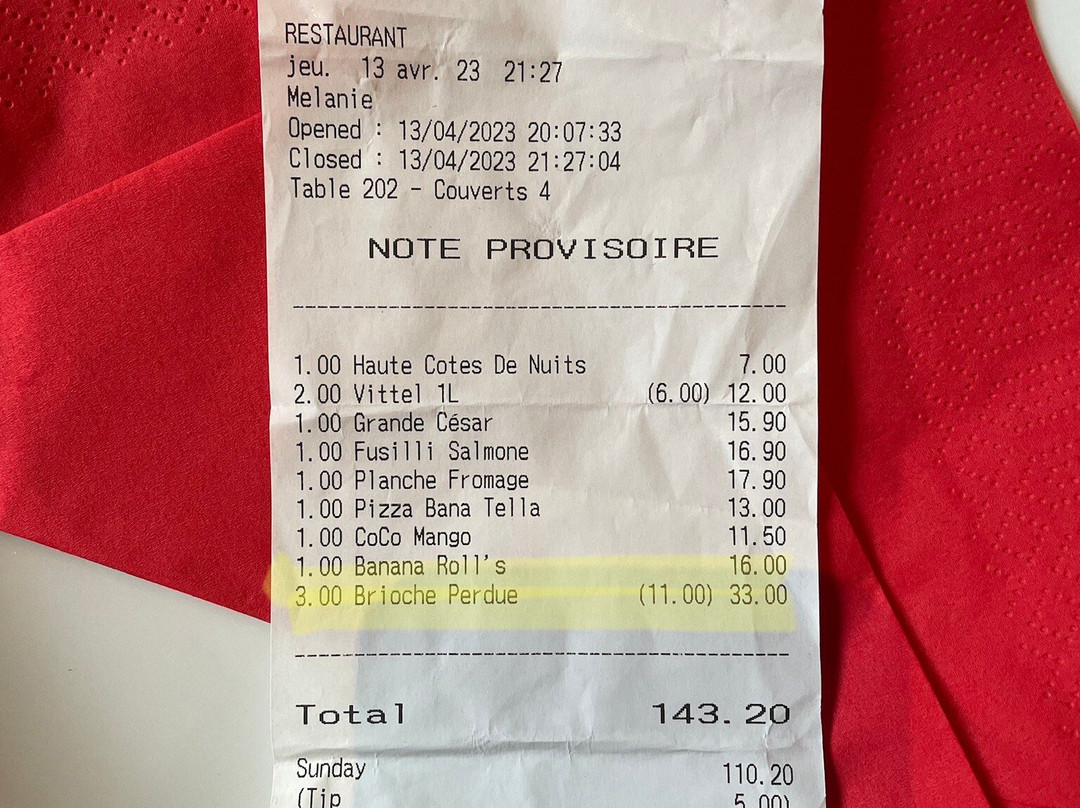 RESTAURANT
jeu. 13 avr. 23 21:27
Melanie
Opened : 13/04/2023 20:07:33
Closed : 13/04/2023 21:27:04
Table 202 - Couverts 4
NOTE PROVISOIRE
1.00 Haute Cotes De Nuits 7.00
2.00 Vittel 1L (6.00) 12.00
1.00 Grande César 15.90
1.00 Fusilli Salmone 16.90
1.00 Planche Fromage 17.90
1.00 Pizza Bana Tella 13.00
1.00 CoCo Mango 11.50
1.00 Banana Roll's 16.00
3.00 Brioche Perdue (11.00) 33.00
Total 143.20
Sunday 110.20
(Tip 5.00)